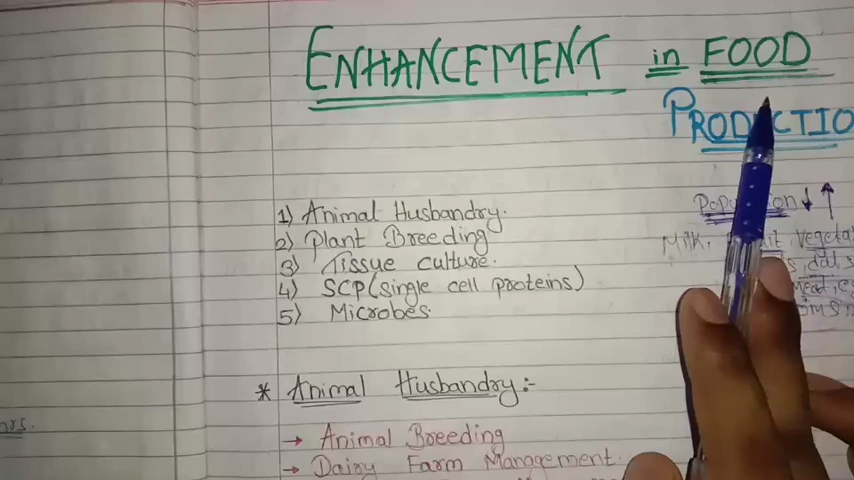 ENHANCEMENT in FOOD
PRODUCTIO
1) Animal Husbandry.
2) Plant Breeding
3) Tissue culture.
4) SCP (single cell proteins)
5) Microbes.
Milk,
* Animal Husbandry :-
→ Animal Breeding
→ Dairy Farm Management.